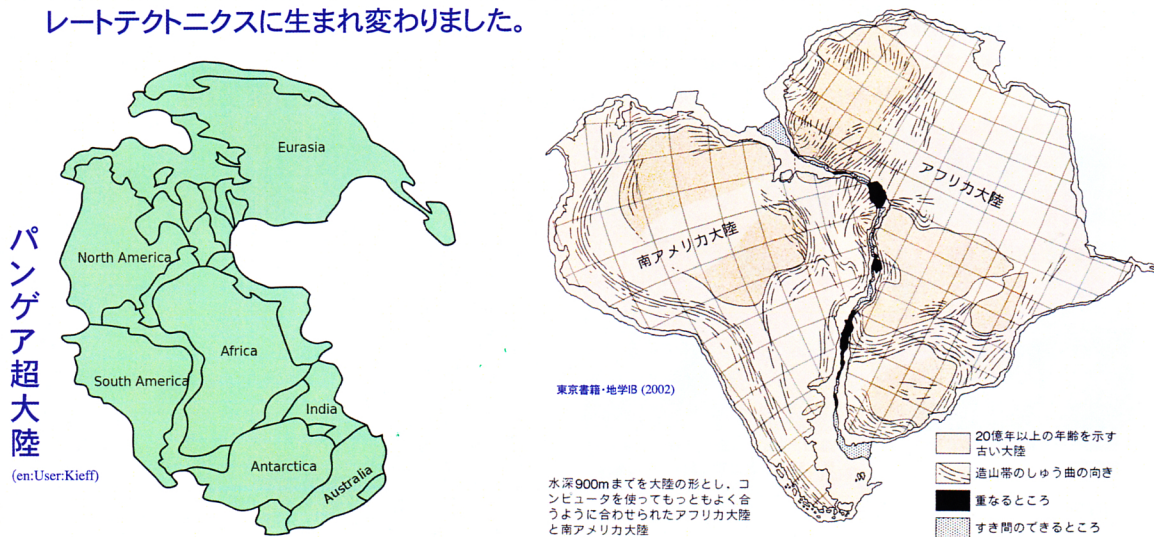 レートテクトニクスに生まれ変わりました。
パンゲア超大陸
(en:User:Kieff)
Eurasia
North America
Africa
South America
India
Antarctica
Australia
アフリカ大陸
南アメリカ大陸
東京書籍・地学IB (2002)
水深900mまでを大陸の形とし，コ
ンピュータを使ってもっともよく合
うように合わせられたアフリカ大陸
と南アメリカ大陸
20億年以上の年齢を示す
古い大陸
造山帯のしゅう曲の向き
重なるところ
すき間のできるところ